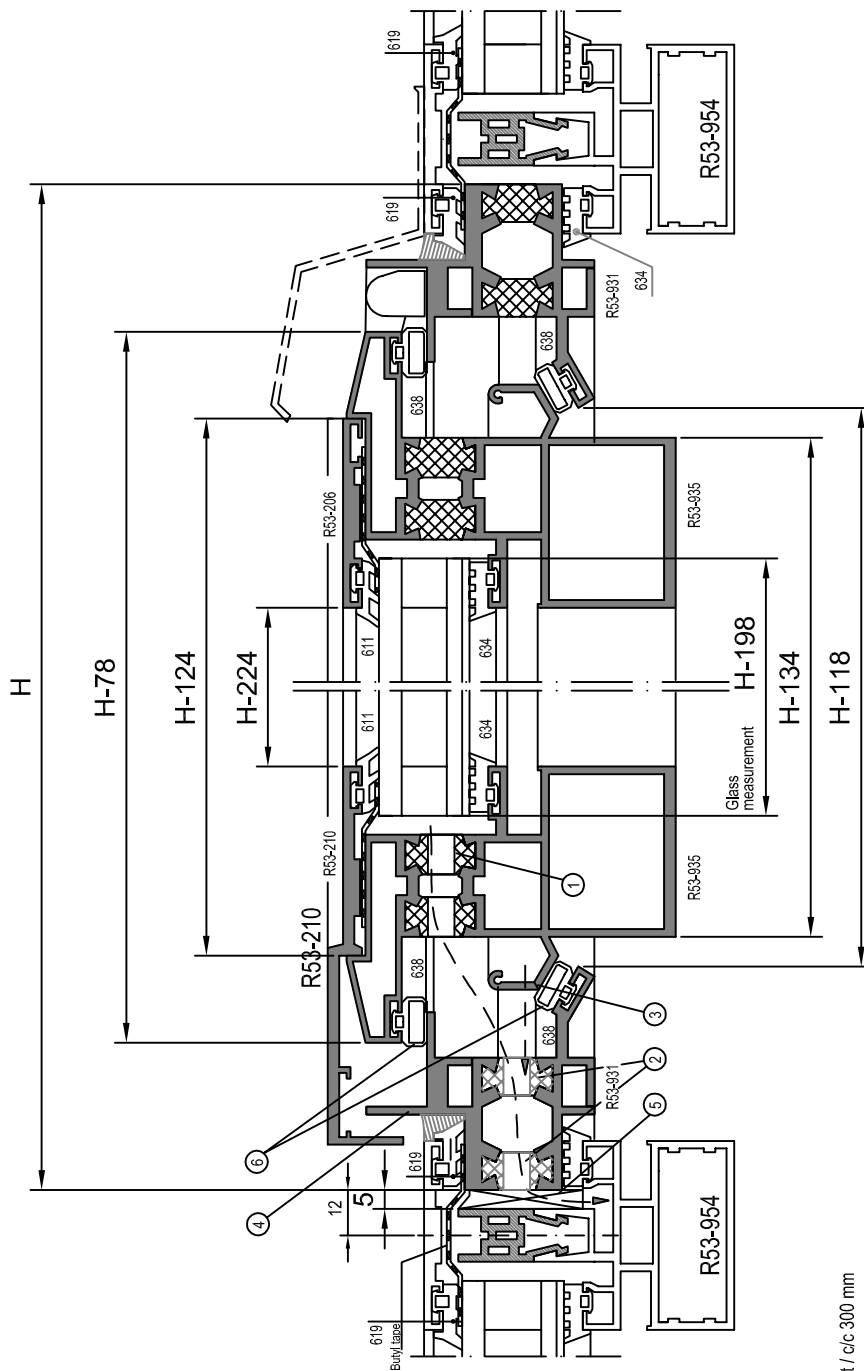 619
619
634
R53-931
R53-954
638
638
R53-206
R53-935
611
634
H
H-78
H-124
H-224
H-198
H-134
H-118
Glass
measurement
611
634
R53-210
R53-210
R53-935
1
638
638
3
2
R53-931
5
6
4
619
12
5
619
Butyl tape
R53-954
t / c/c 300 mm